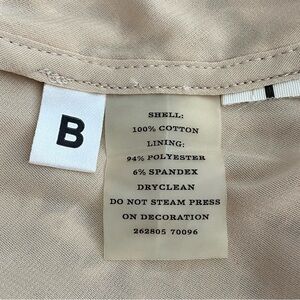 B
SHELL:
100% COTTON
LINING:
94% POLYESTER
6% SPANDEX
DRYCLEAN
DO NOT STEAM PRESS
ON DECORATION
262805 70096